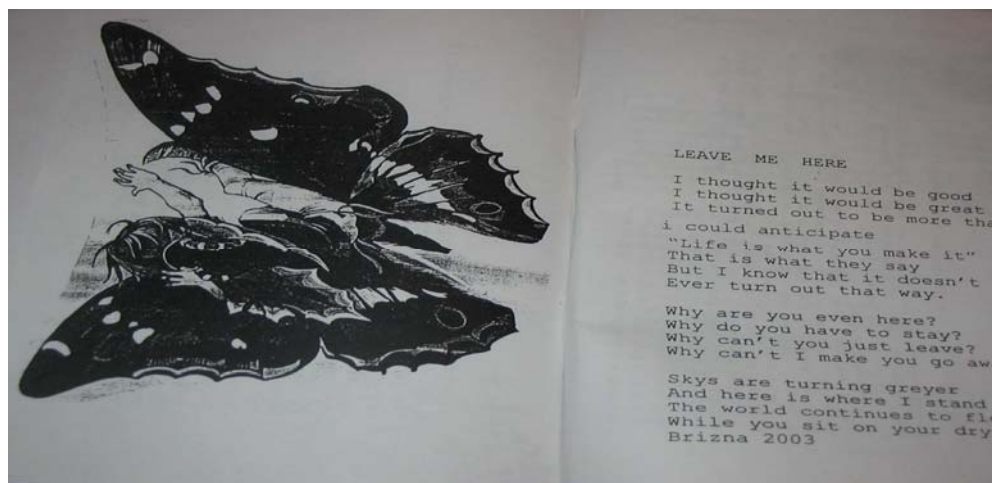 LEAVE ME HERE
I thought it would be good
I thought it would be great
It turned out to be more
i could anticipate
"Life is what you make it"
That is what they say
But I know that it doesn't
Ever turn out that way.
Why are you even here?
Why do you have to stay?
Why can't you just leave?
Why can't I make you go
Skys are turning greyer
And here is where I stand
The world continues to
While you sit on your dry
Brizna 2003